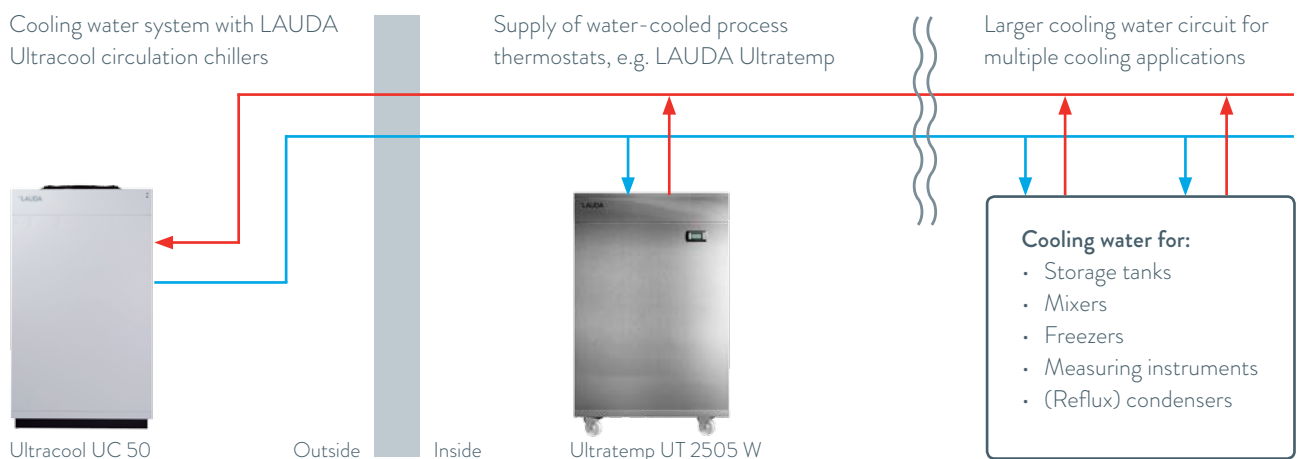 Cooling water system with LAUDA
Ultracool circulation chillers
Supply of water-cooled process
thermostats, e.g. LAUDA Ultratemp
Larger cooling water circuit for
multiple cooling applications
LAUDA
LAUDA
Cooling water for:
· Storage tanks
· Mixers
· Freezers
· Measuring instruments
· (Reflux) condensers
Ultracool UC 50
Outside
Inside
Ultratemp UT 2505 W